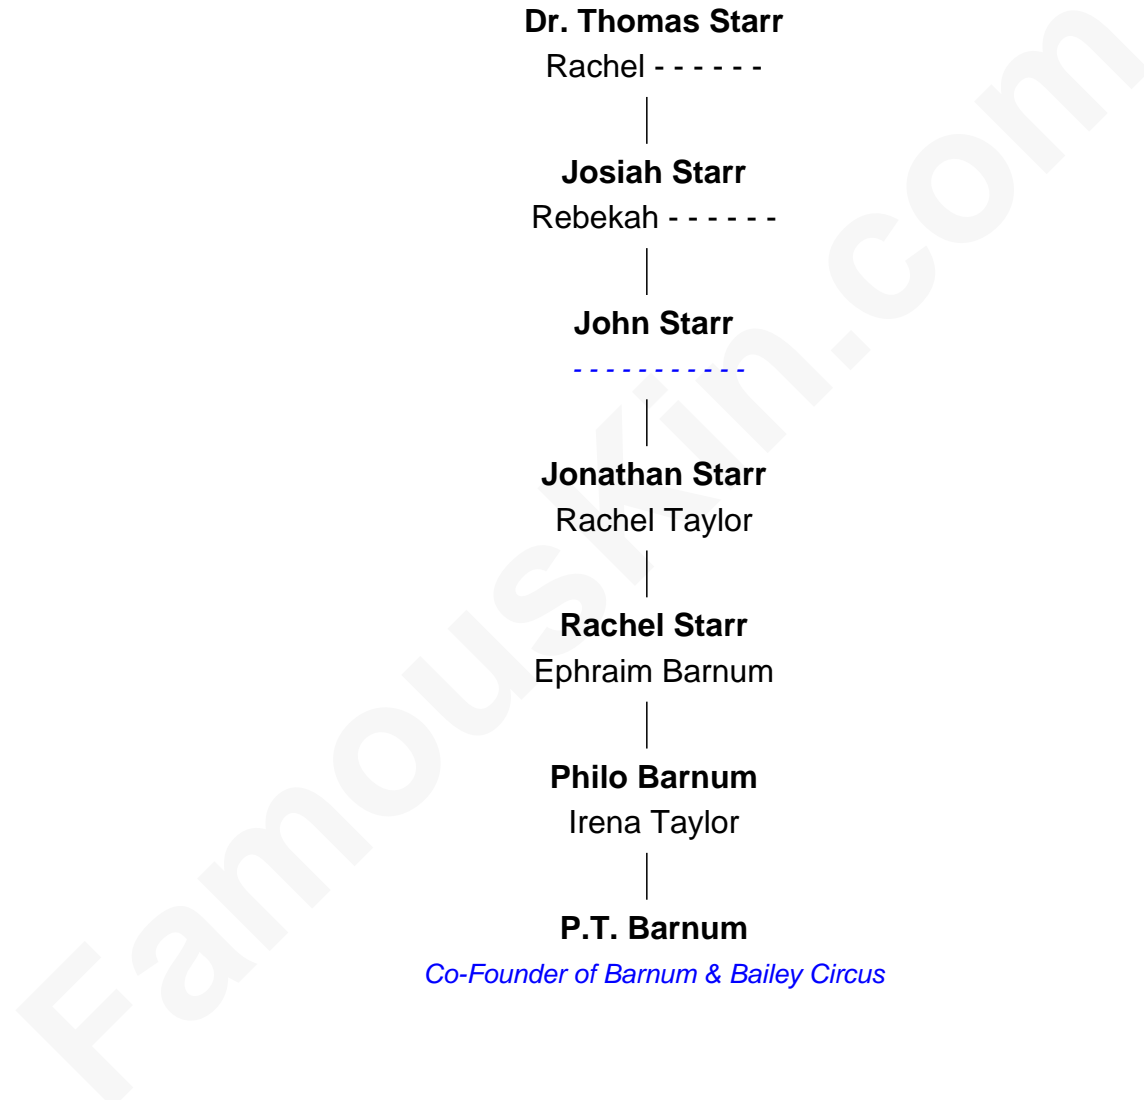 Dr. Thomas Starr
Rachel - - - - - -
Josiah Starr
Rebekah - - - - - -
John Starr
- - - - - - - - - - -
Jonathan Starr
Rachel Taylor
Rachel Starr
Ephraim Barnum
Philo Barnum
Irena Taylor
P.T. Barnum
Co-Founder of Barnum & Bailey Circus
FamousKin.com